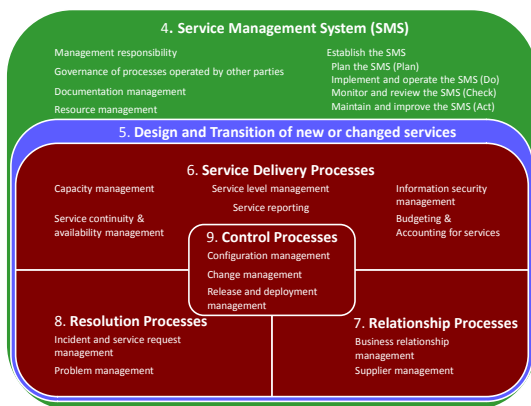 4. Service Management System (SMS)
Management responsibility
Governance of processes operated by other parties
Documentation management
Resource management
Establish the SMS
Plan the SMS (Plan)
Implement and operate the SMS (Do)
Monitor and review the SMS (Check)
Maintain and improve the SMS (Act)
5. Design and Transition of new or changed services
6. Service Delivery Processes
Capacity management
Service continuity &
availability management
Service level management
Service reporting
Information security
management
Budgeting &
Accounting for services
9. Control Processes
Configuration management
Change management
Release and deployment
management
8. Resolution Processes
Incident and service request
management
Problem management
7. Relationship Processes
Business relationship
management
Supplier management